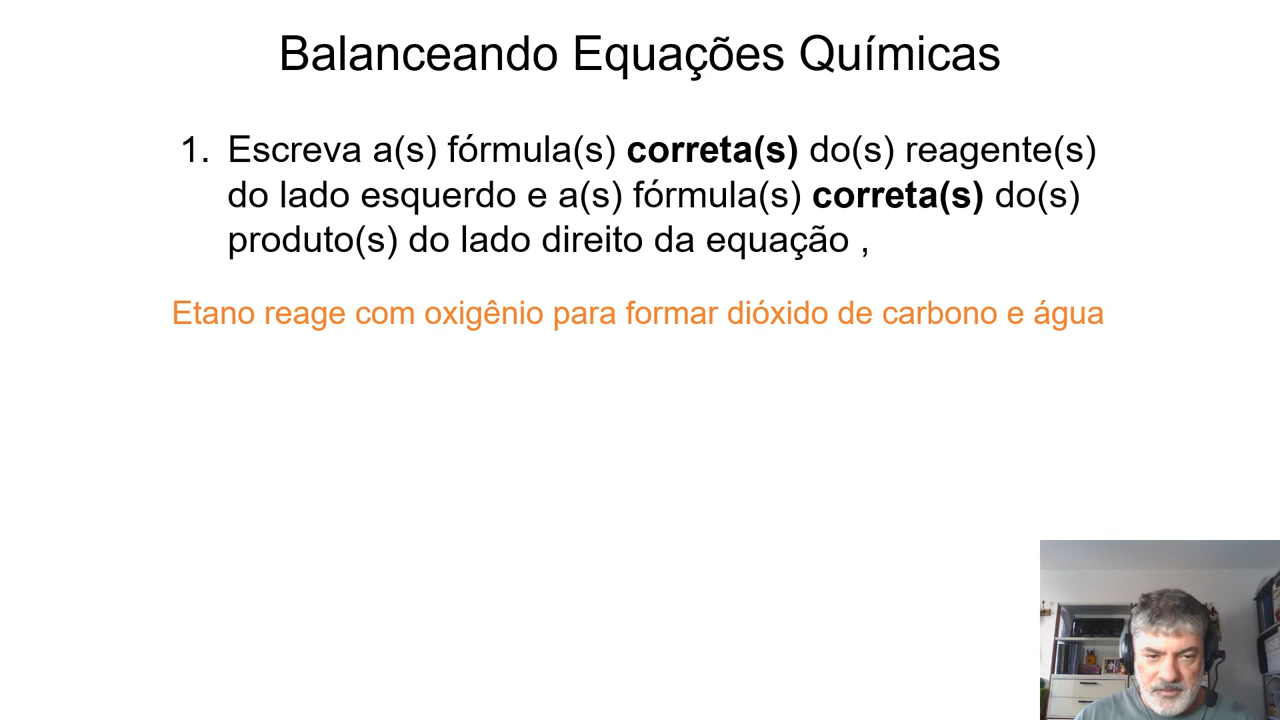 Balanceando Equações Químicas
1. Escreva a(s) fórmula(s) correta(s) do(s) reagente(s)
do lado esquerdo e a(s) fórmula(s) correta(s) do(s)
produto(s) do lado direito da equação ,
Etano reage com oxigênio para formar dióxido de carbono e água